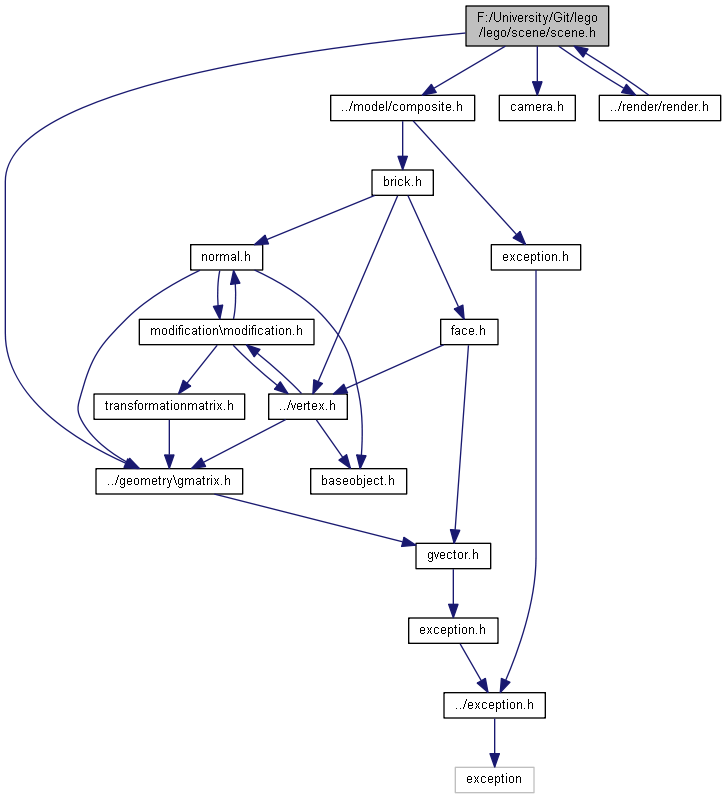 F:/University/Git/lego
/lego/scene/scene.h
../model/composite.h
camera.h
../render/render.h
brick.h
normal.h
exception.h
modification\modification.h
face.h
transformationmatrix.h
../vertex.h
../geometry\gmatrix.h
baseobject.h
gvector.h
exception.h
../exception.h
exception